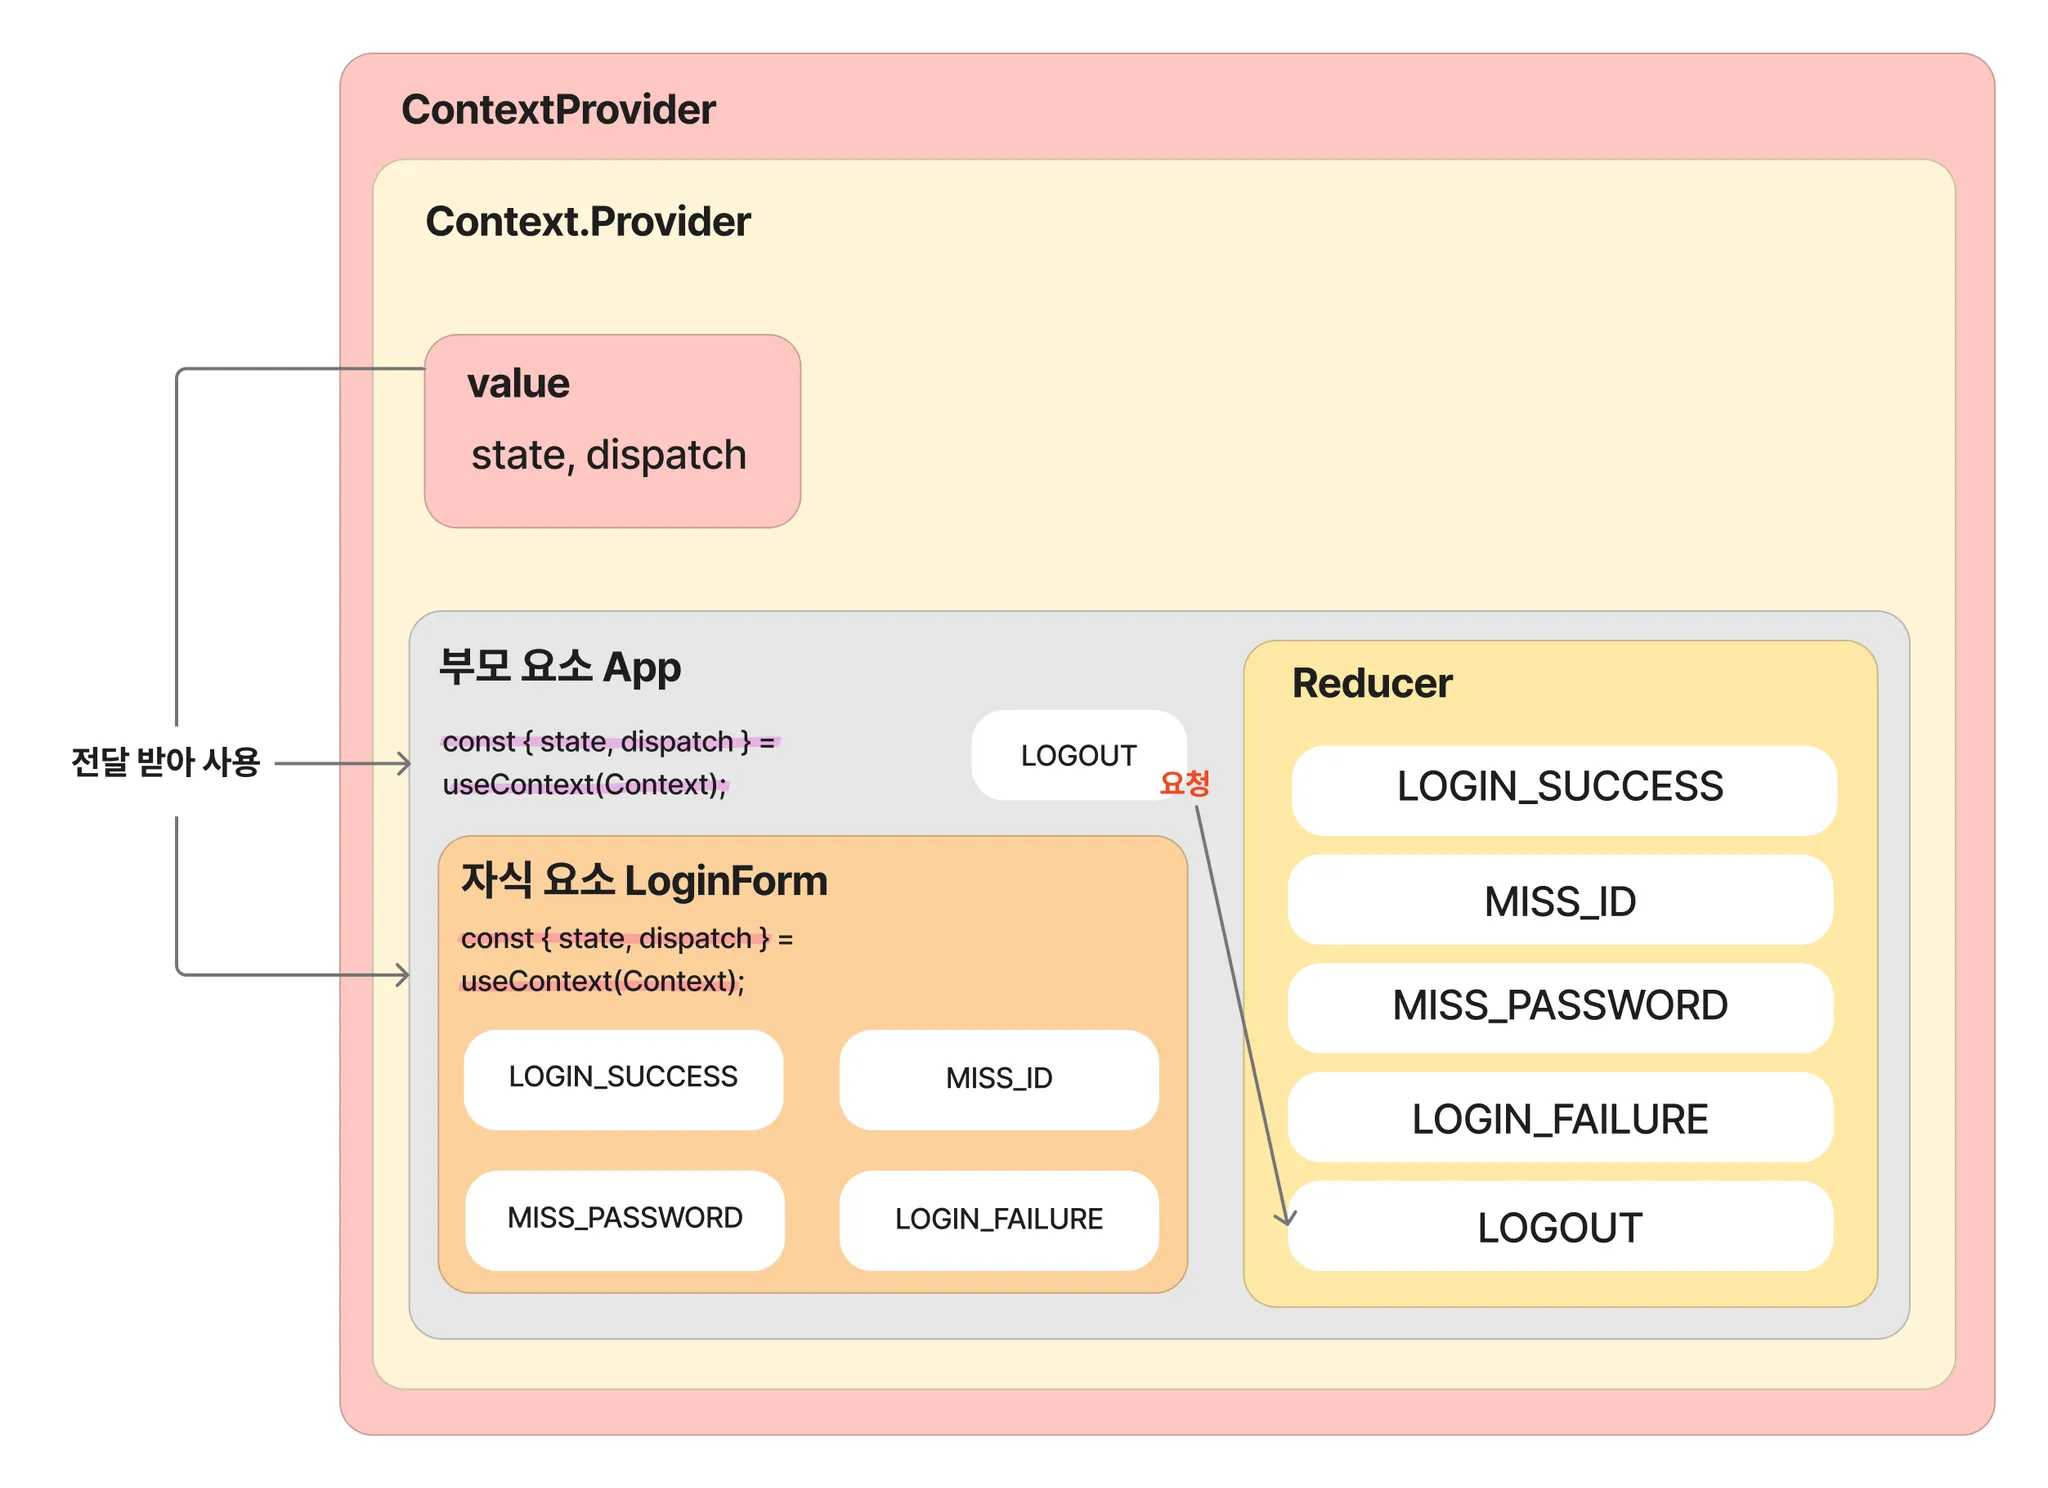 ContextProvider
Context.Provider
value
state, dispatch
전달 받아 사용
부모 요소 App
const { state, dispatch } =
useContext(Context);
LOGOUT
요청
자식 요소 LoginForm
const { state, dispatch } =
useContext(Context);
LOGIN_SUCCESS
MISS_ID
MISS_PASSWORD
LOGIN_FAILURE
Reducer
LOGIN_SUCCESS
MISS_ID
MISS_PASSWORD
LOGIN_FAILURE
LOGOUT